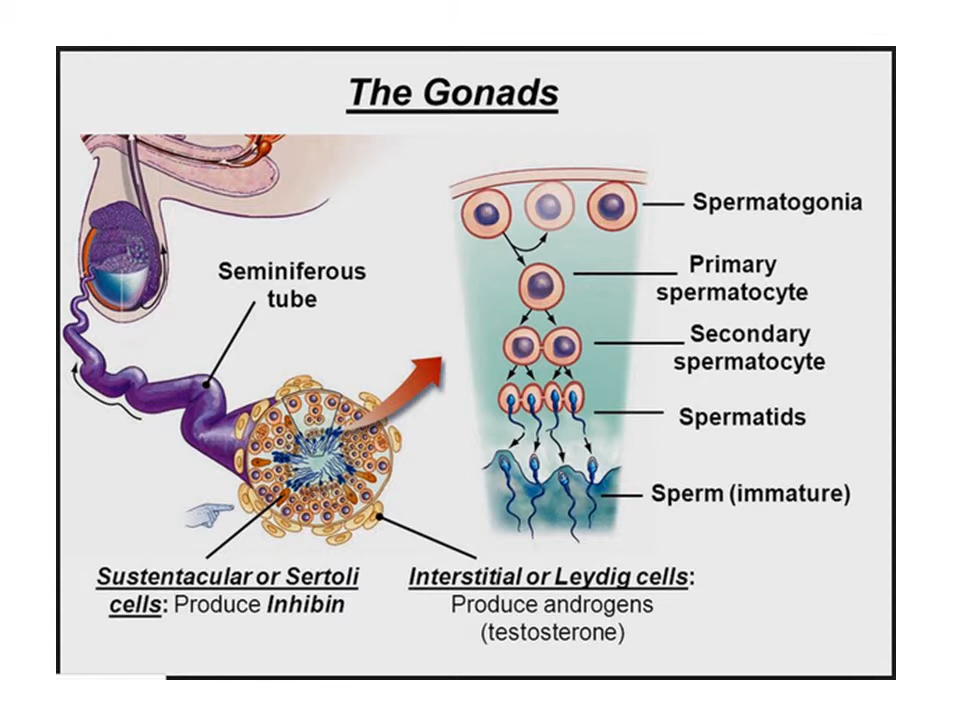 The Gonads
Spermatogonia
Primary
spermatocyte
Seminiferous
tube
Secondary
spermatocyte
Spermatids
Sperm (immature)
Sustentacular or Sertoli
cells: Produce Inhibin
Interstitial or Leydig cells:
Produce androgens
(testosterone)